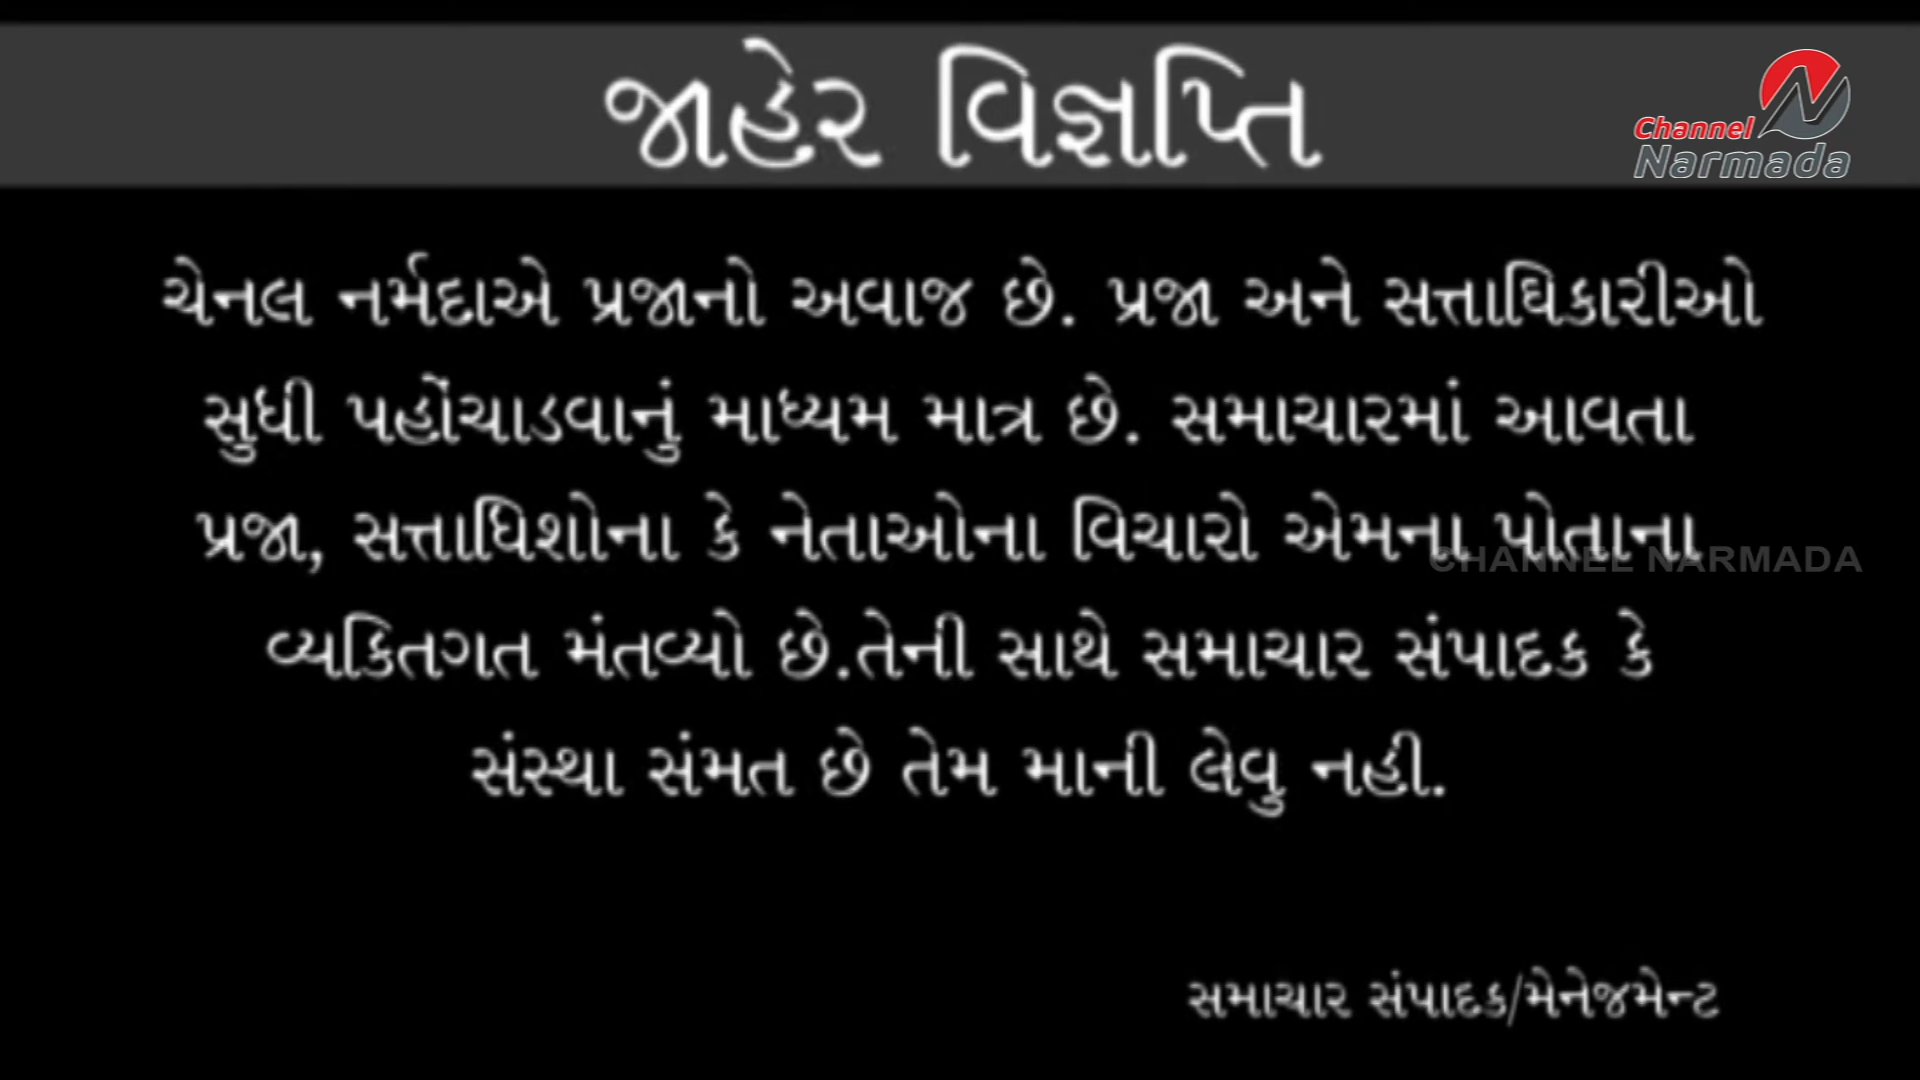 જાહેર વિજ્ઞપ્તિ
Channel
Narmada
ચેનલ નર્મદાએ પ્રજાનો અવાજ છે. પ્રજા અને સત્તાધિકારીઓ
સુધી પહોંચાડવાનું માધ્યમ માત્ર છે. સમાચારમાં આવતા
પ્રજા, સત્તાધિશોના કે નેતાઓના વિચારો એમના પોતાના
CHANNEL NARMADA
વ્યકિતગત મંતવ્યો છે.તેની સાથે સમાચાર સંપાદક કે
સંસ્થા સંમત છે તેમ માની લેવુ નહી.
સમાચાર સંપાદક/મેનેજમેન્ટ